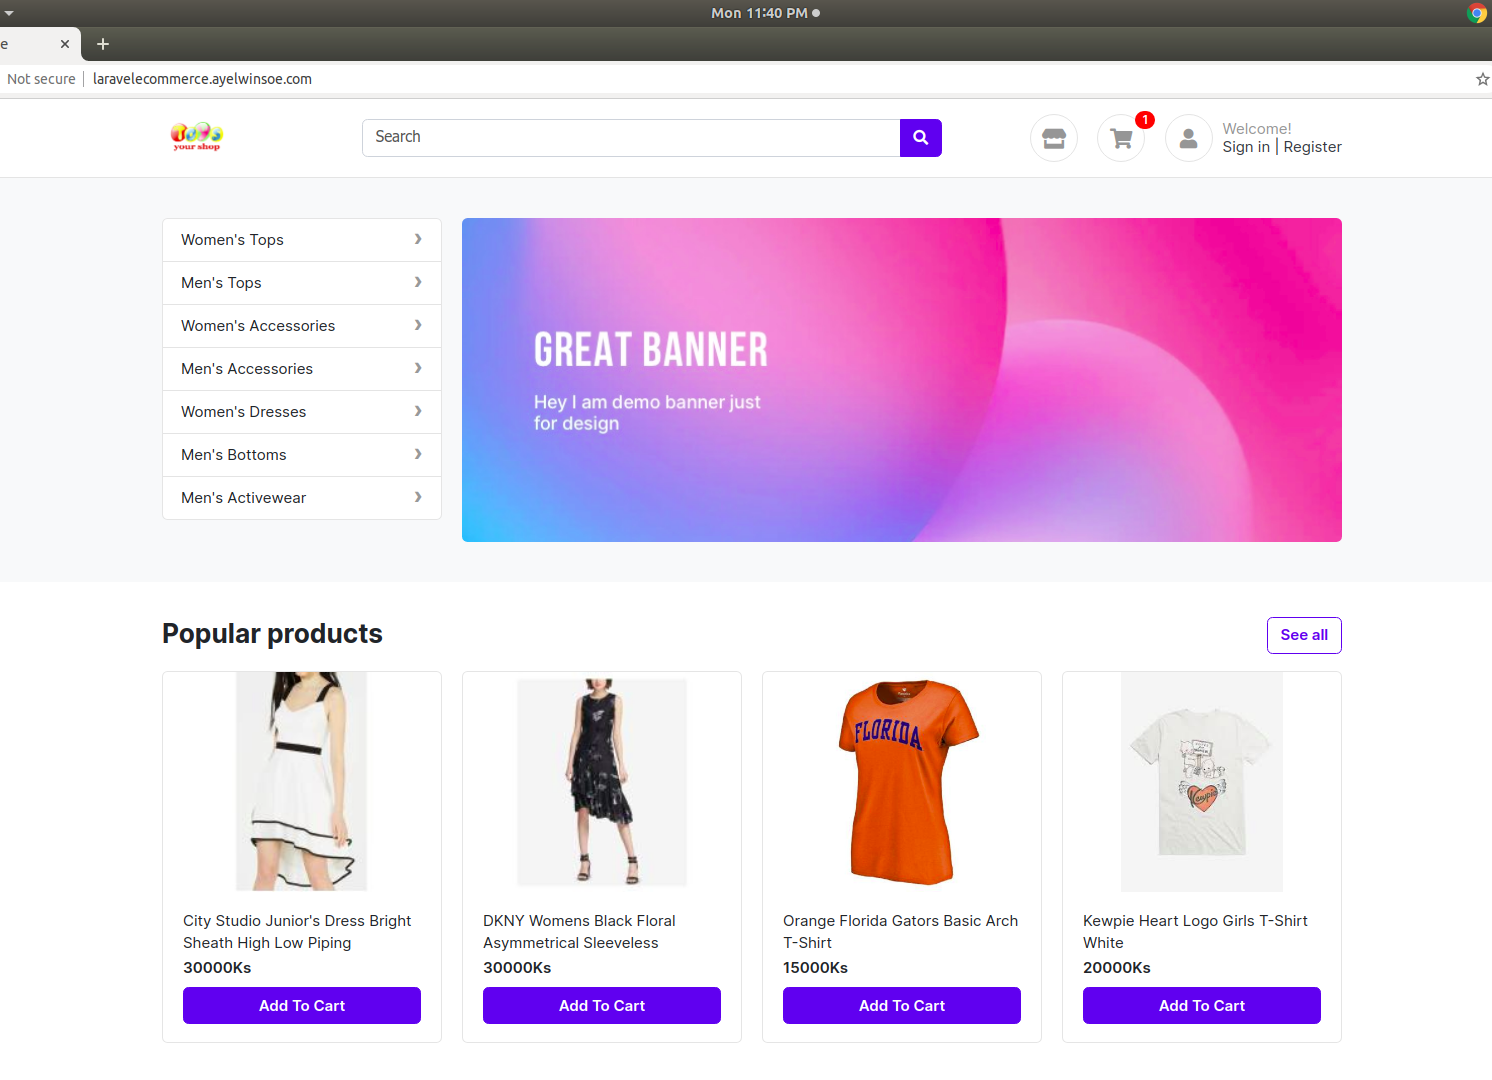 Mon 11:40 PM
e
Not secure
laravelecommerce.ayelwinsoe.com
Toys
your shop
Search
1
Welcome!
Sign in | Register
Women's Tops
Men's Tops
Women's Accessories
Men's Accessories
Women's Dresses
Men's Bottoms
Men's Activewear
GREAT BANNER
Hey I am demo banner just
for design
Popular products
See all
FLORIDA
Kewpie
City Studio Junior's Dress Bright
Sheath High Low Piping
30000Ks
Add To Cart
DKNY Womens Black Floral
Asymmetrical Sleeveless
30000Ks
Add To Cart
Orange Florida Gators Basic Arch
T-Shirt
15000Ks
Add To Cart
Kewpie Heart Logo Girls T-Shirt
White
20000Ks
Add To Cart